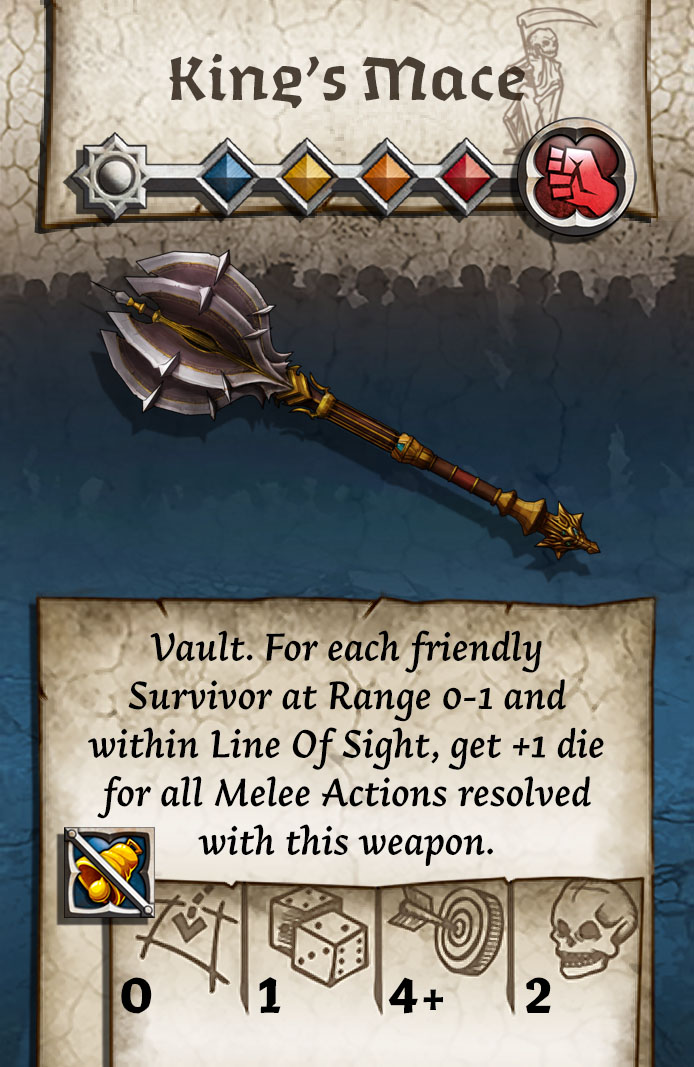 King's Mace
Vault. For each friendly
Survivor at Range 0-1 and
within Line Of Sight, get +1 die
for all Melee Actions resolved
with this weapon.
0 1 4+ 2